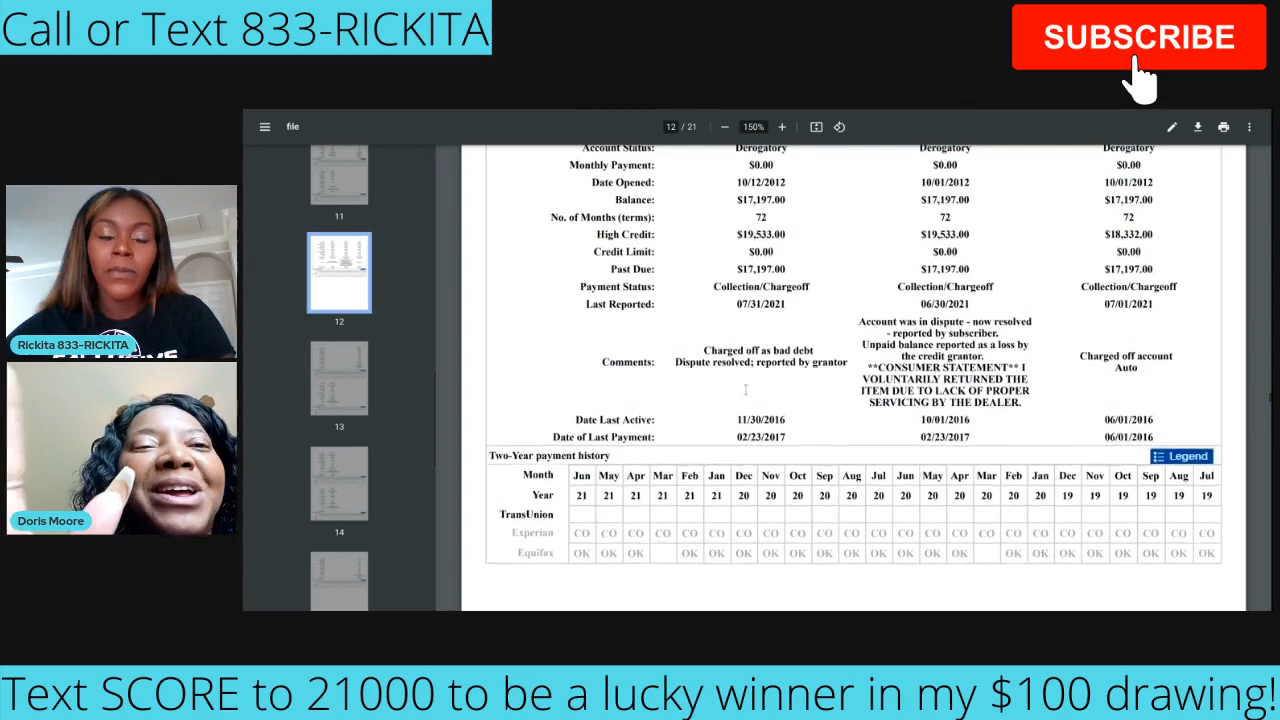 Call or Text 833-RICKITA
SUBSCRIBE
file
12 / 21
150%
11
12
13
14
Rickita 833-RICKITA
Doris Moore
Account Status: Derogatory Derogatory Derogatory
Monthly Payment: $0.00 $0.00 $0.00
Date Opened: 10/12/2012 10/01/2012 10/01/2012
Balance: $17,197.00 $17,197.00 $17,197.00
No. of Months (terms): 72 72 72
High Credit: $19,533.00 $19,533.00 $18,332.00
Credit Limit: $0.00 $0.00 $0.00
Past Due: $17,197.00 $17,197.00 $17,197.00
Payment Status: Collection/Chargeoff Collection/Chargeoff Collection/Chargeoff
Last Reported: 07/31/2021 06/30/2021 07/01/2021
Comments:
Charged off as bad debt
Dispute resolved; reported by grantor
Account was in dispute - now resolved
- reported by subscriber.
Unpaid balance reported as a loss by
the credit grantor.
**CONSUMER STATEMENT** I
VOLUNTARILY RETURNED THE
ITEM DUE TO LACK OF PROPER
SERVICING BY THE DEALER.
Charged off account
Auto
Date Last Active: 11/30/2016 10/01/2016 06/01/2016
Date of Last Payment: 02/23/2017 02/23/2017 06/01/2016
Two-Year payment history Legend
Month Jun May Apr Mar Feb Jan Dec Nov Oct Sep Aug Jul Jun May Apr Mar Feb Jan Dec Nov Oct Sep Aug Jul
Year 21 21 21 21 21 21 20 20 20 20 20 20 20 20 20 20 20 20 19 19 19 19 19 19
TransUnion
Experian CO CO CO CO CO CO CO CO CO CO CO CO CO CO CO CO CO CO CO CO CO CO CO CO
Equifax OK OK OK OK OK OK OK OK OK OK OK OK OK OK OK OK OK OK OK OK OK OK
Text SCORE to 21000 to be a lucky winner in my $100 drawing!